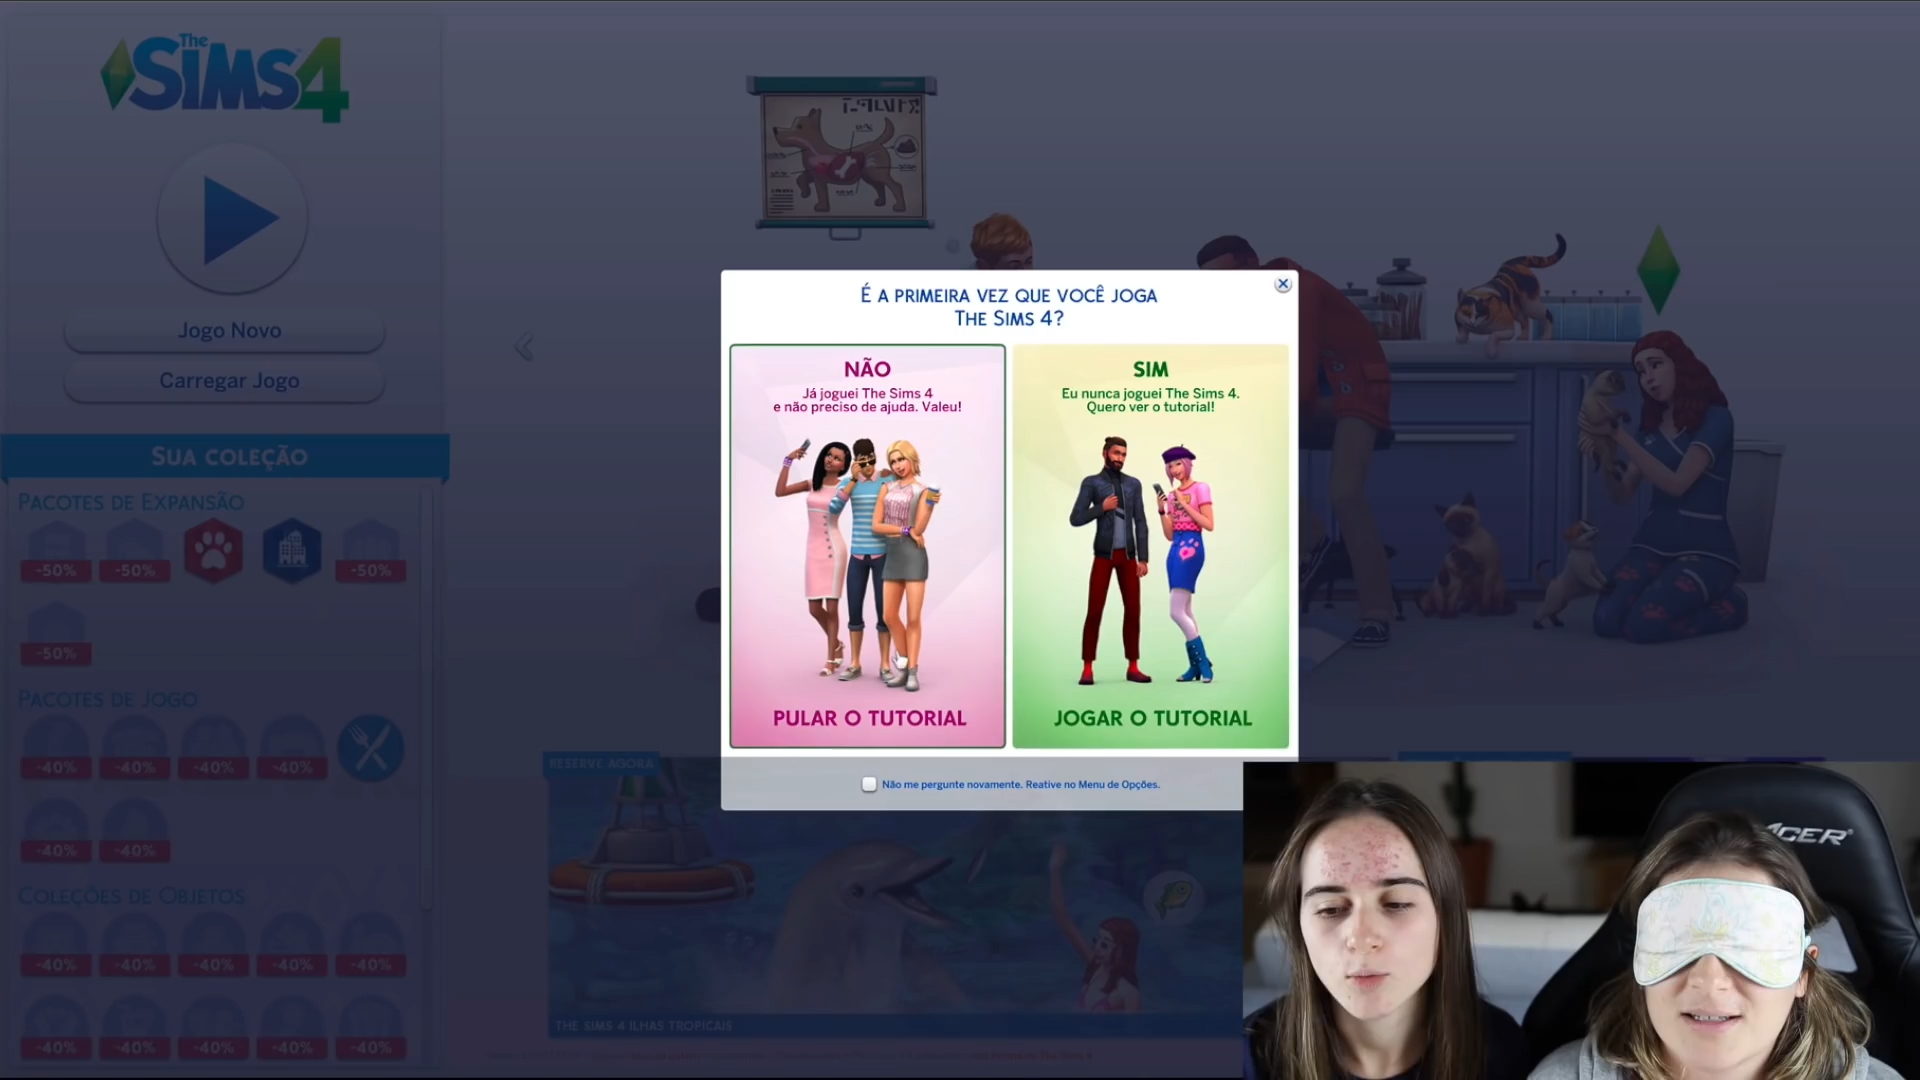 The Sims 4
Jogo Novo
Carregar Jogo
Sua coleção
Pacotes de Expansão
-50%
-50%
-50%
-50%
Pacotes de Jogo
-40%
-40%
-40%
-40%
-40%
-40%
Coleções de Objetos
-40%
-40%
-40%
-40%
-40%
-40%
-40%
-40%
-40%
-40%
É A PRIMEIRA VEZ QUE VOCÊ JOGA
THE SIMS 4?
NÃO
Já joguei The Sims 4
e não preciso de ajuda. Valeu!
PULAR O TUTORIAL
SIM
Eu nunca joguei The Sims 4.
Quero ver o tutorial!
JOGAR O TUTORIAL
Não me pergunte novamente. Reative no Menu de Opções.
RESERVE AGORA
THE SIMS 4 ILHAS TROPICAIS